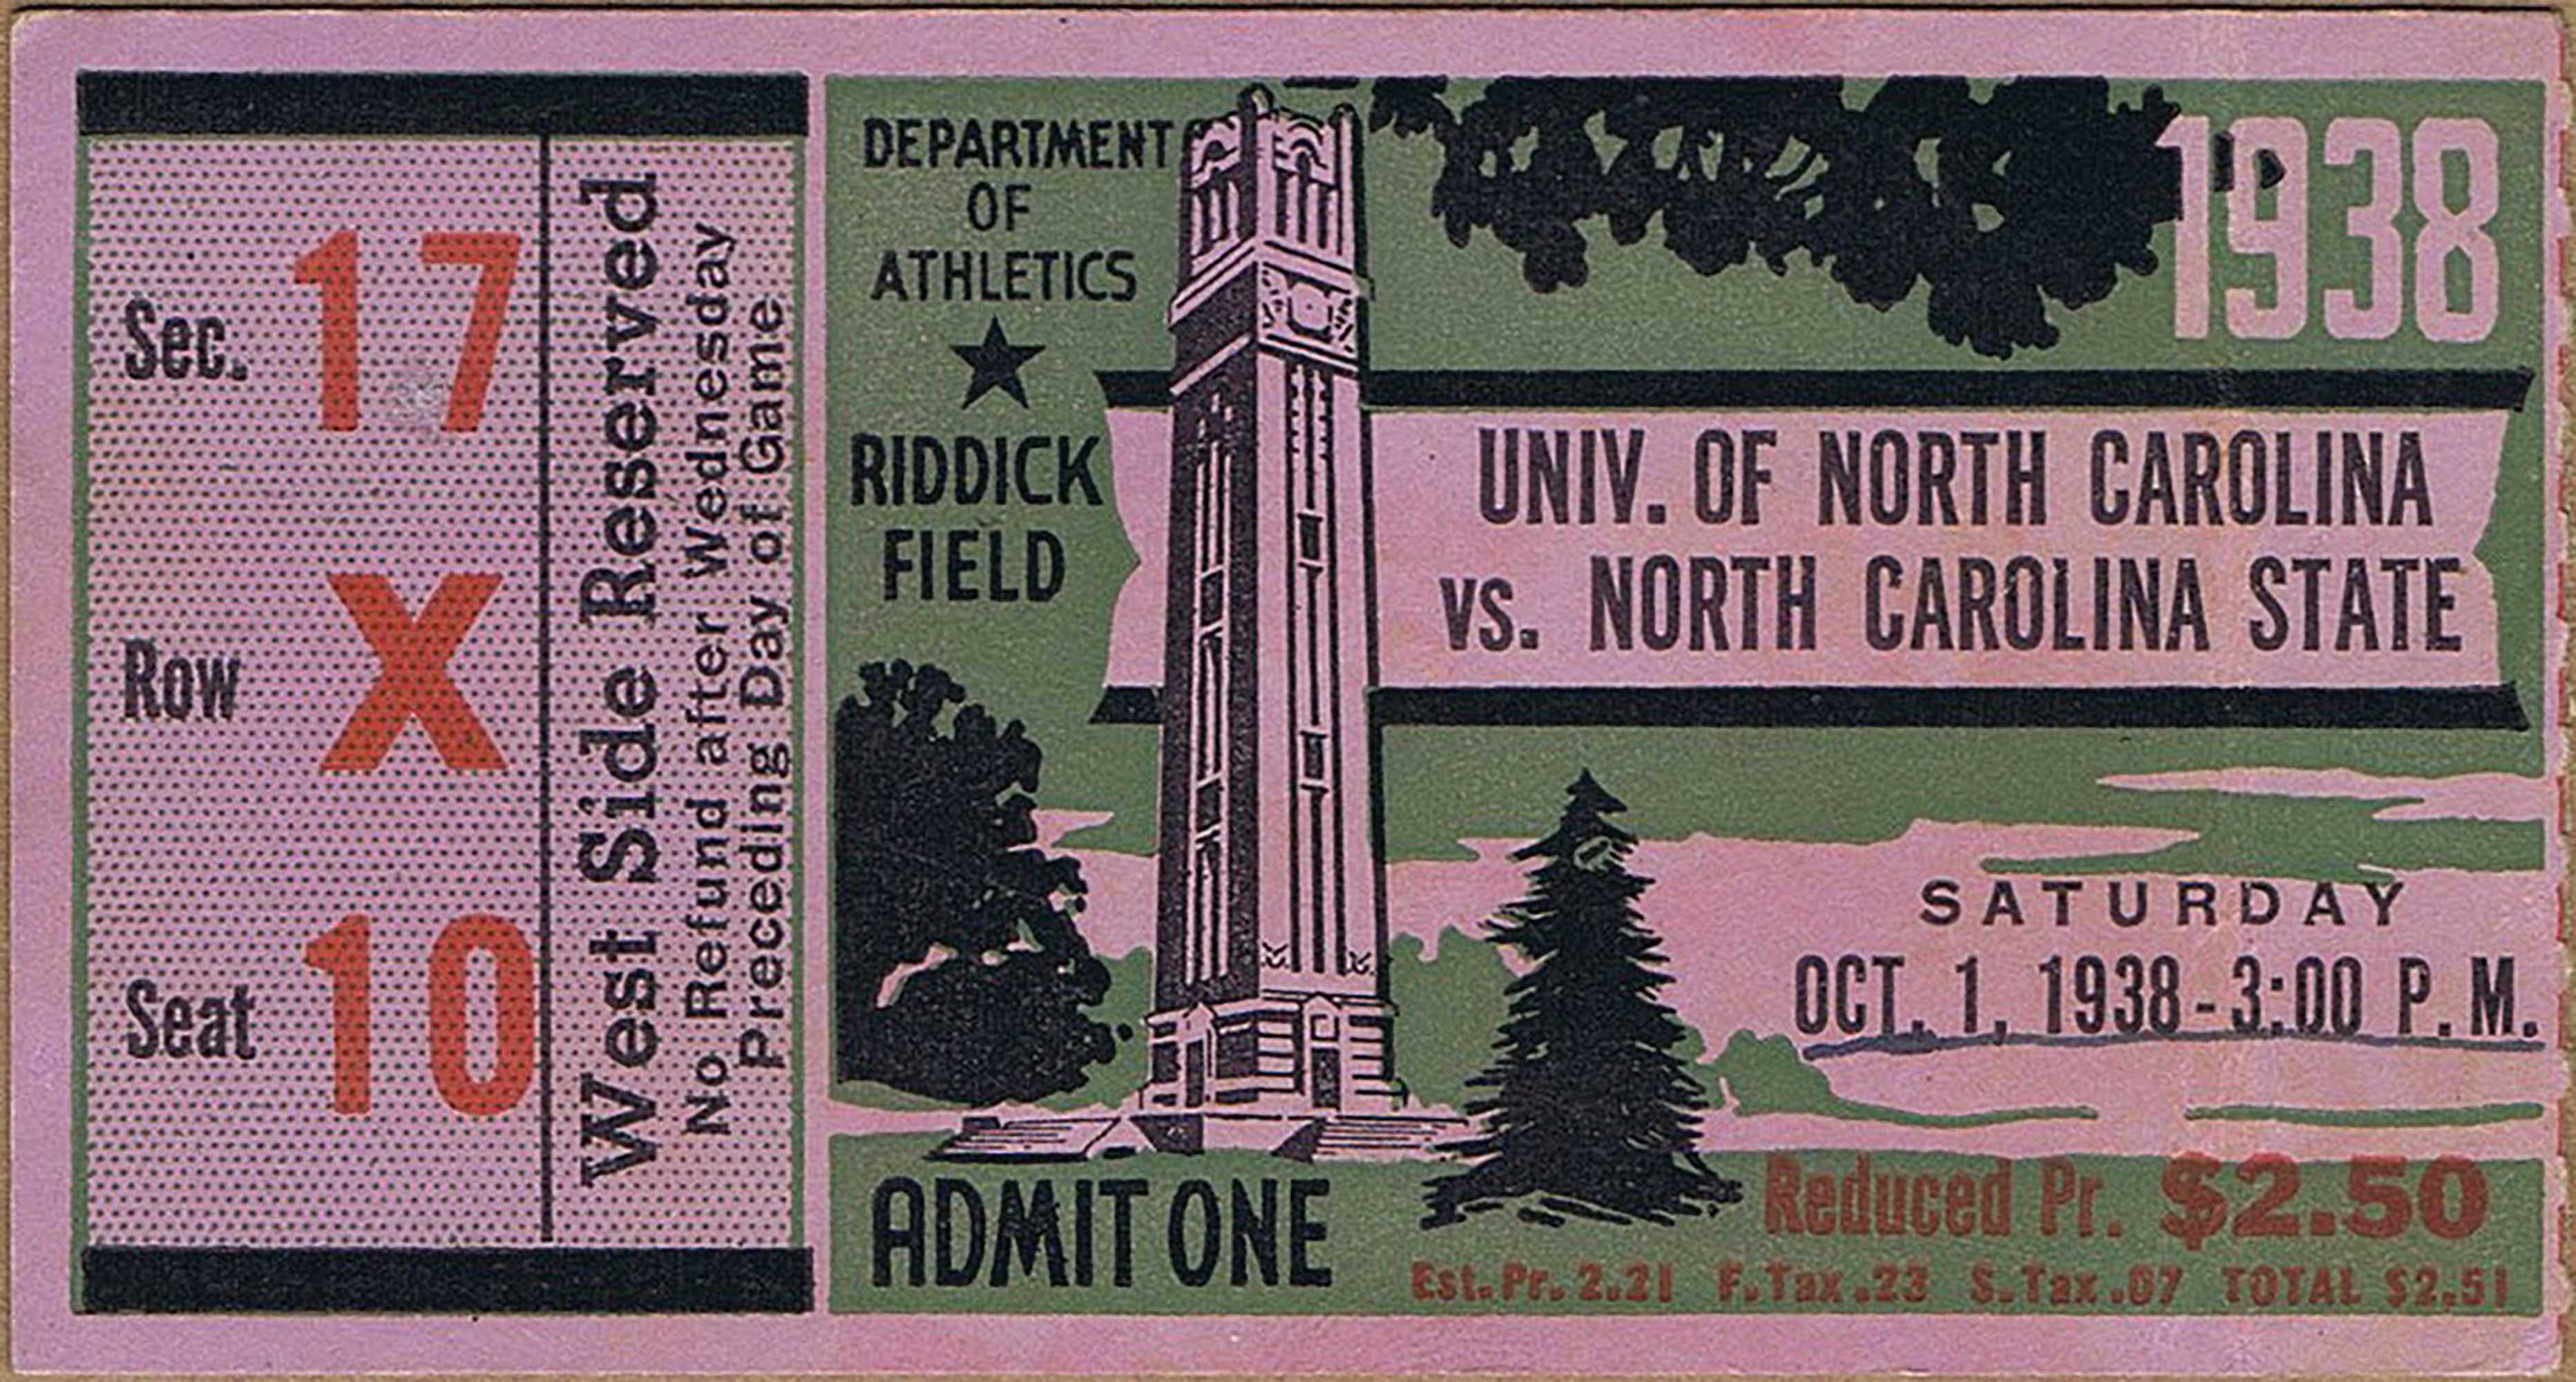 Sec. 17
Row X
Seat 10
West Side Reserved
No Refund after Wednesday
Preceding Day of Game
DEPARTMENT
OF
ATHLETICS
RIDDICK
FIELD
1938
UNIV. OF NORTH CAROLINA
VS. NORTH CAROLINA STATE
SATURDAY
OCT. 1, 1938-3:00 P.M.
ADMIT ONE
Reduced Pr. $2.50
Est. Pr. 2.21 F. Tax .23 S. Tax .07 TOTAL $2.51